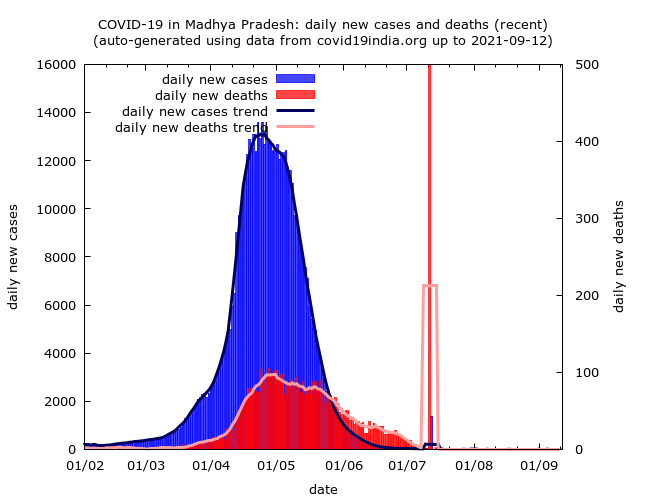 COVID-19 in Madhya Pradesh: daily new cases and deaths (recent)
(auto-generated using data from covid19india.org up to 2021-09-12)
daily new cases
daily new deaths
daily new cases trend
daily new deaths trend
16000
14000
12000
10000
8000
6000
4000
2000
0
daily new cases
500
400
300
200
100
0
daily new deaths
01/02 01/03 01/04 01/05 01/06 01/07 01/08 01/09
date